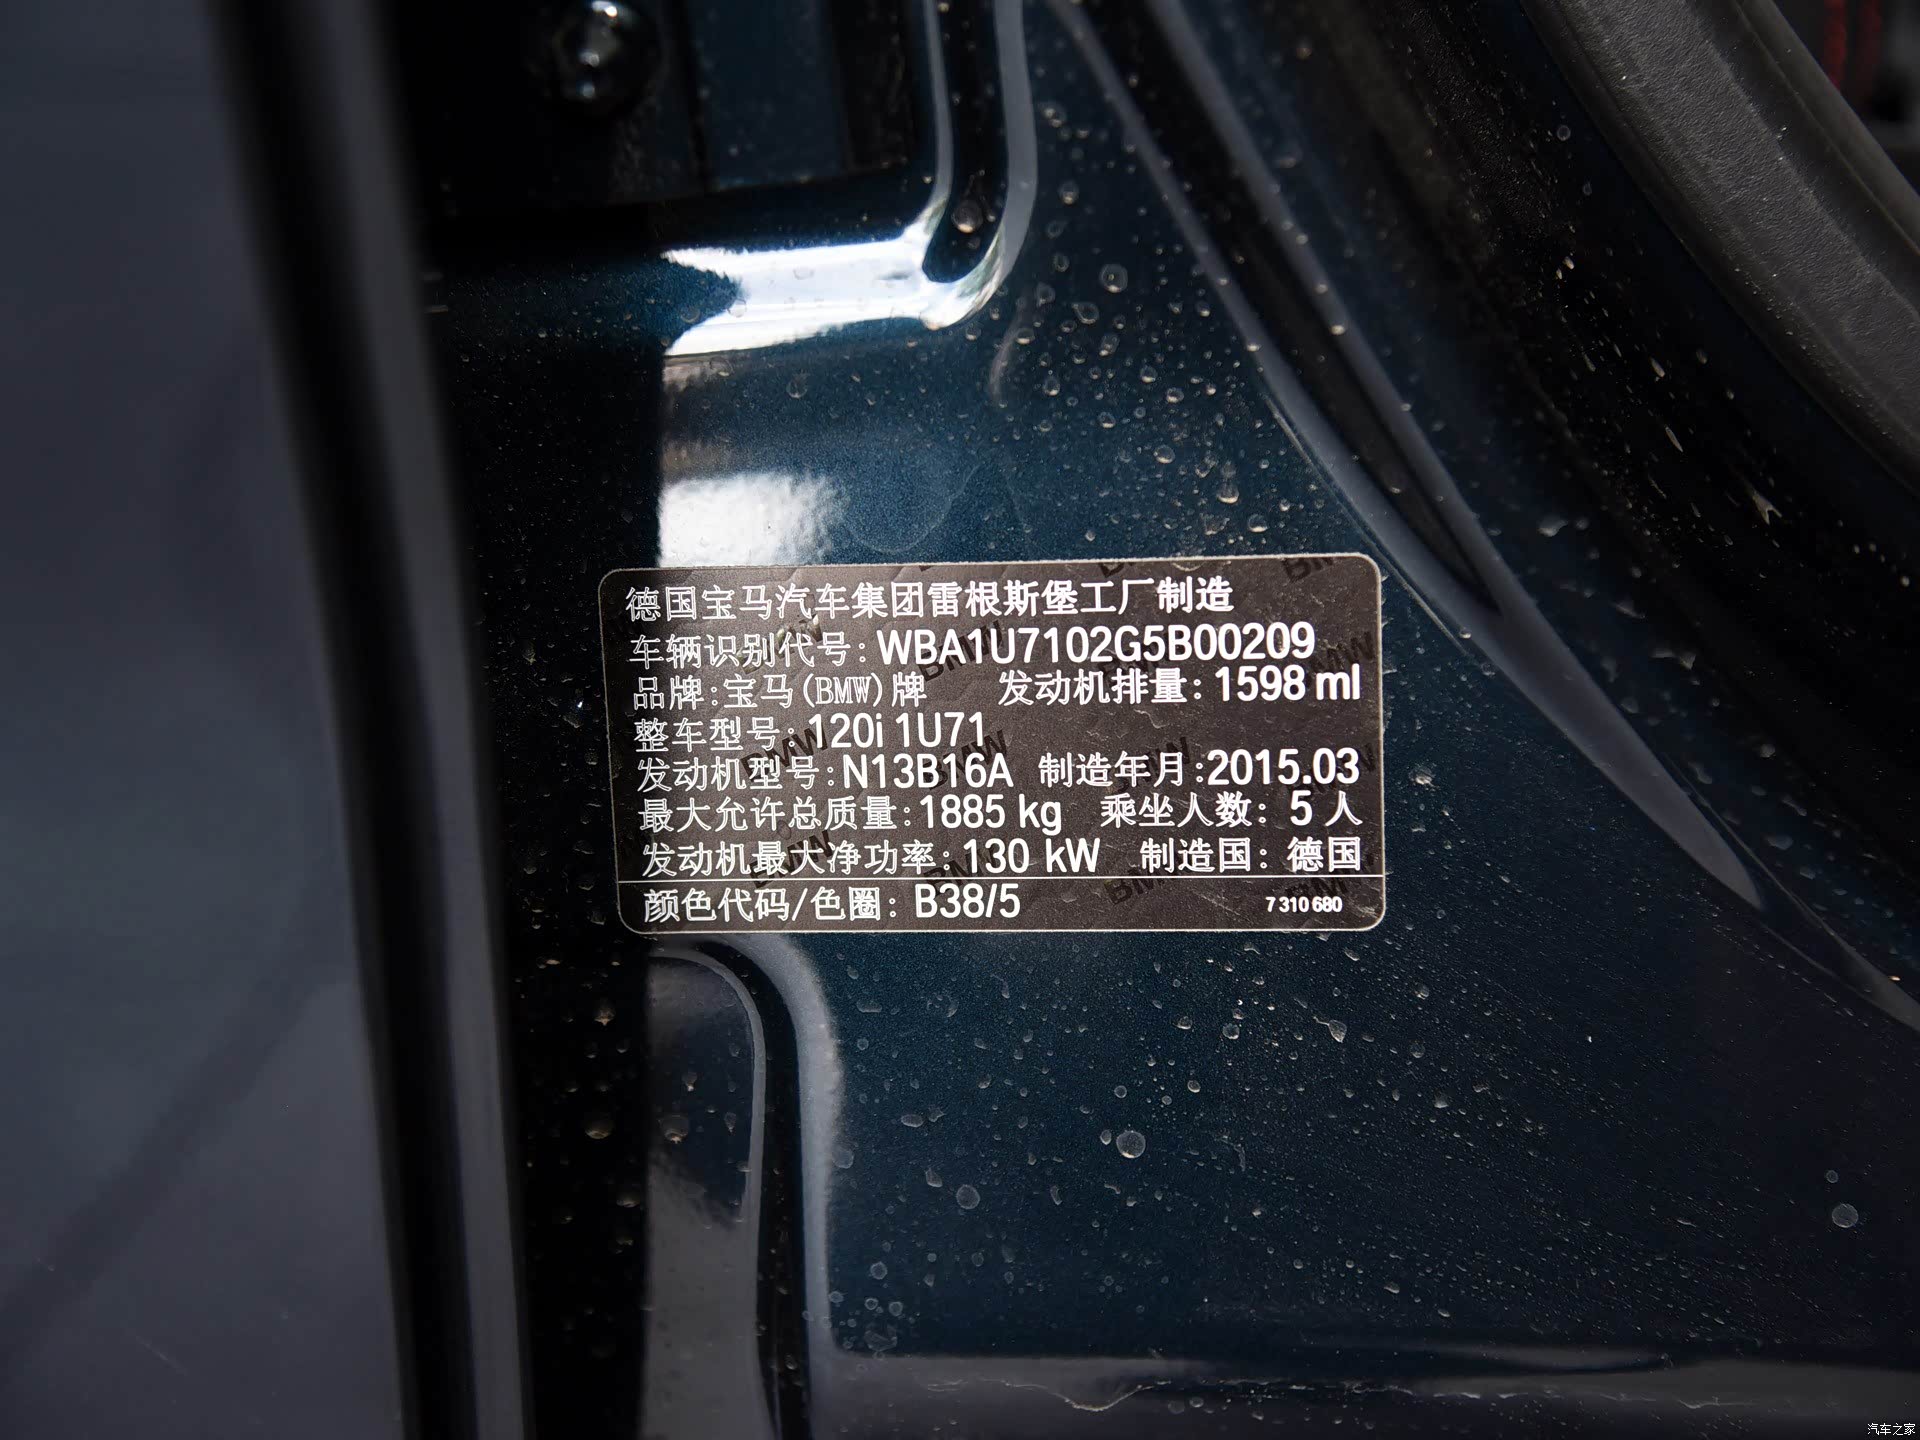 德国宝马汽车集团雷根斯堡工厂制造
车辆识别代号: WBA1U7102G5B00209
品牌:宝马(BMW)牌 发动机排量: 1598 ml
整车型号: 120i 1U71
发动机型号:N13B16A 制造年月:2015.03
最大允许总质量:1885 kg 乘坐人数: 5 人
发动机最大净功率:130 kW 制造国: 德国
颜色代码/色圈: B38/5 7 310 680
汽车之家